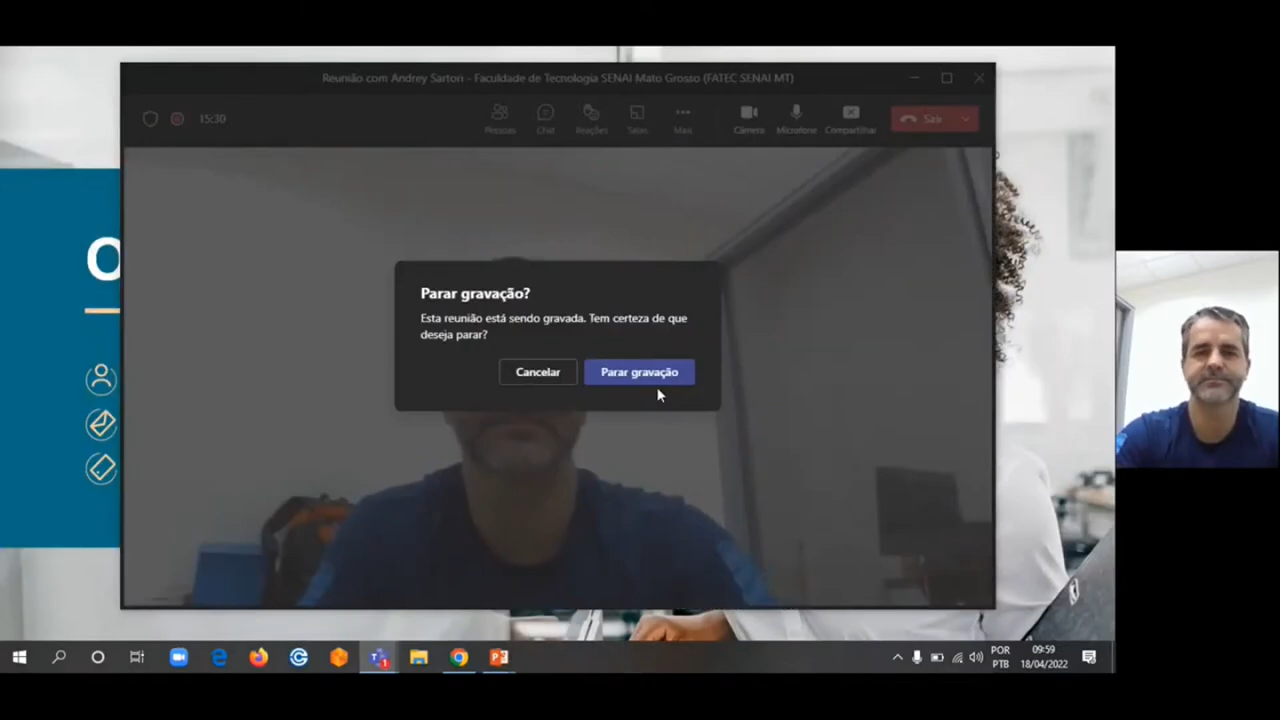 Reunião com Andrey Sartori - Faculdade de Tecnologia SENAI Mato Grosso (FATEC SENAI MT)
15:30
Pessoas Chat Reações Salas Mais Câmera Microfone Compartilhar Sair
O
Parar gravação?
Esta reunião está sendo gravada. Tem certeza de que
deseja parar?
Cancelar Parar gravação
POR 09:59
PTB 18/04/2022